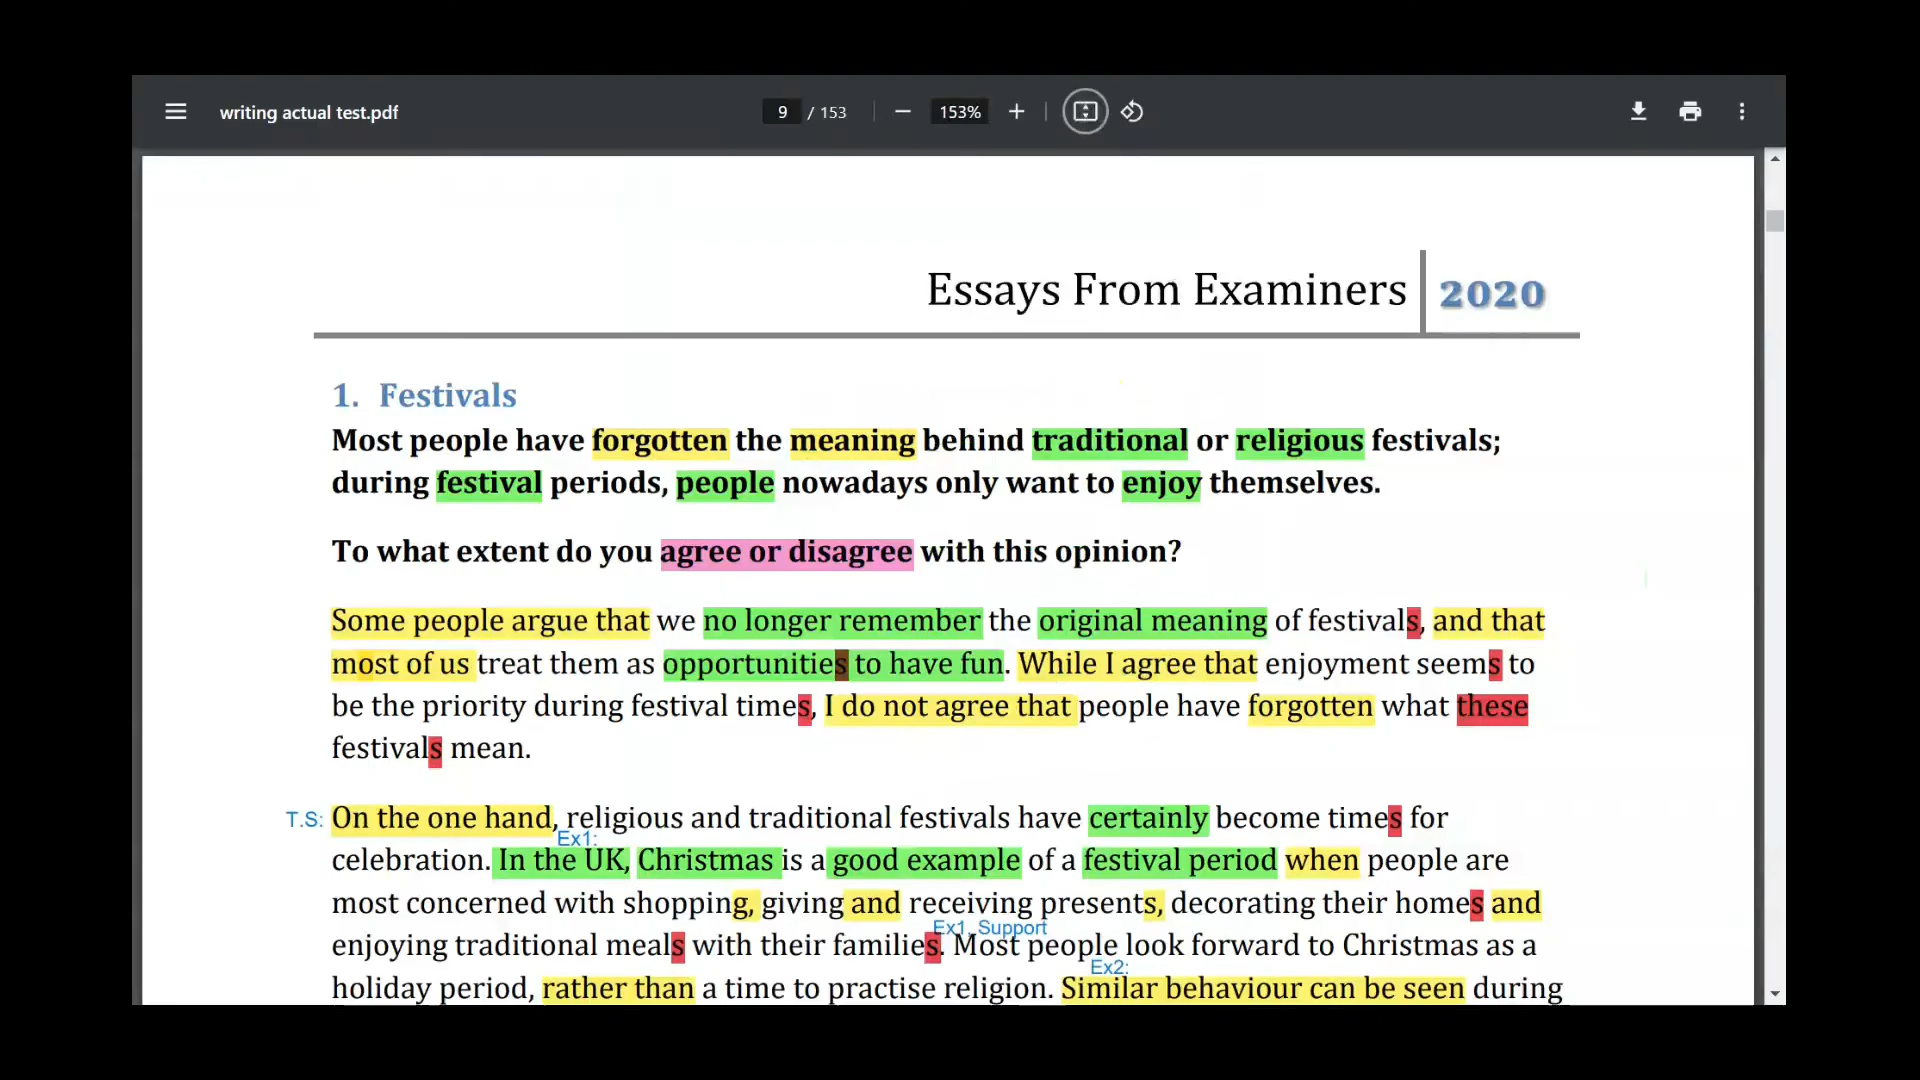 writing actual test.pdf
9 / 153
153%
Essays From Examiners 2020
1. Festivals
Most people have forgotten the meaning behind traditional or religious festivals;
during festival periods, people nowadays only want to enjoy themselves.
To what extent do you agree or disagree with this opinion?
Some people argue that we no longer remember the original meaning of festivals, and that
most of us treat them as opportunities to have fun. While I agree that enjoyment seems to
be the priority during festival times, I do not agree that people have forgotten what these
festivals mean.
T.S: On the one hand, religious and traditional festivals have certainly become times for
Ex1:
celebration. In the UK, Christmas is a good example of a festival period when people are
most concerned with shopping, giving and receiving presents, decorating their homes and
Ex1, Support
enjoying traditional meals with their families. Most people look forward to Christmas as a
Ex2:
holiday period, rather than a time to practise religion. Similar behaviour can be seen during